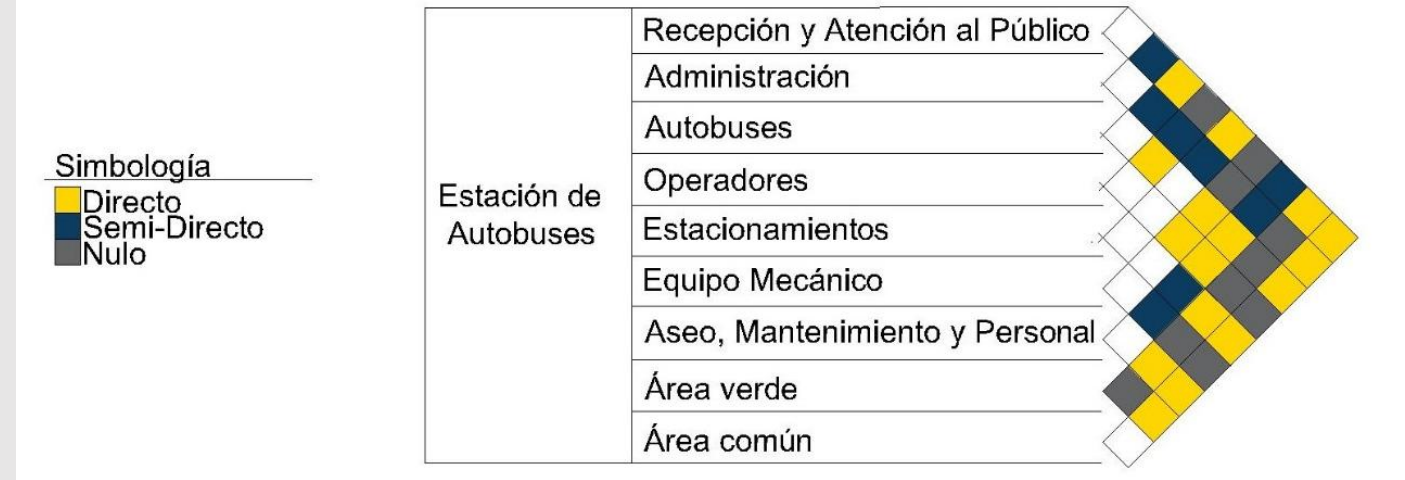 Simbología
Directo
Semi-Directo
Nulo
Estación de
Autobuses
Recepción y Atención al Público
Administración
Autobuses
Operadores
Estacionamientos
Equipo Mecánico
Aseo, Mantenimiento y Personal
Área verde
Área común